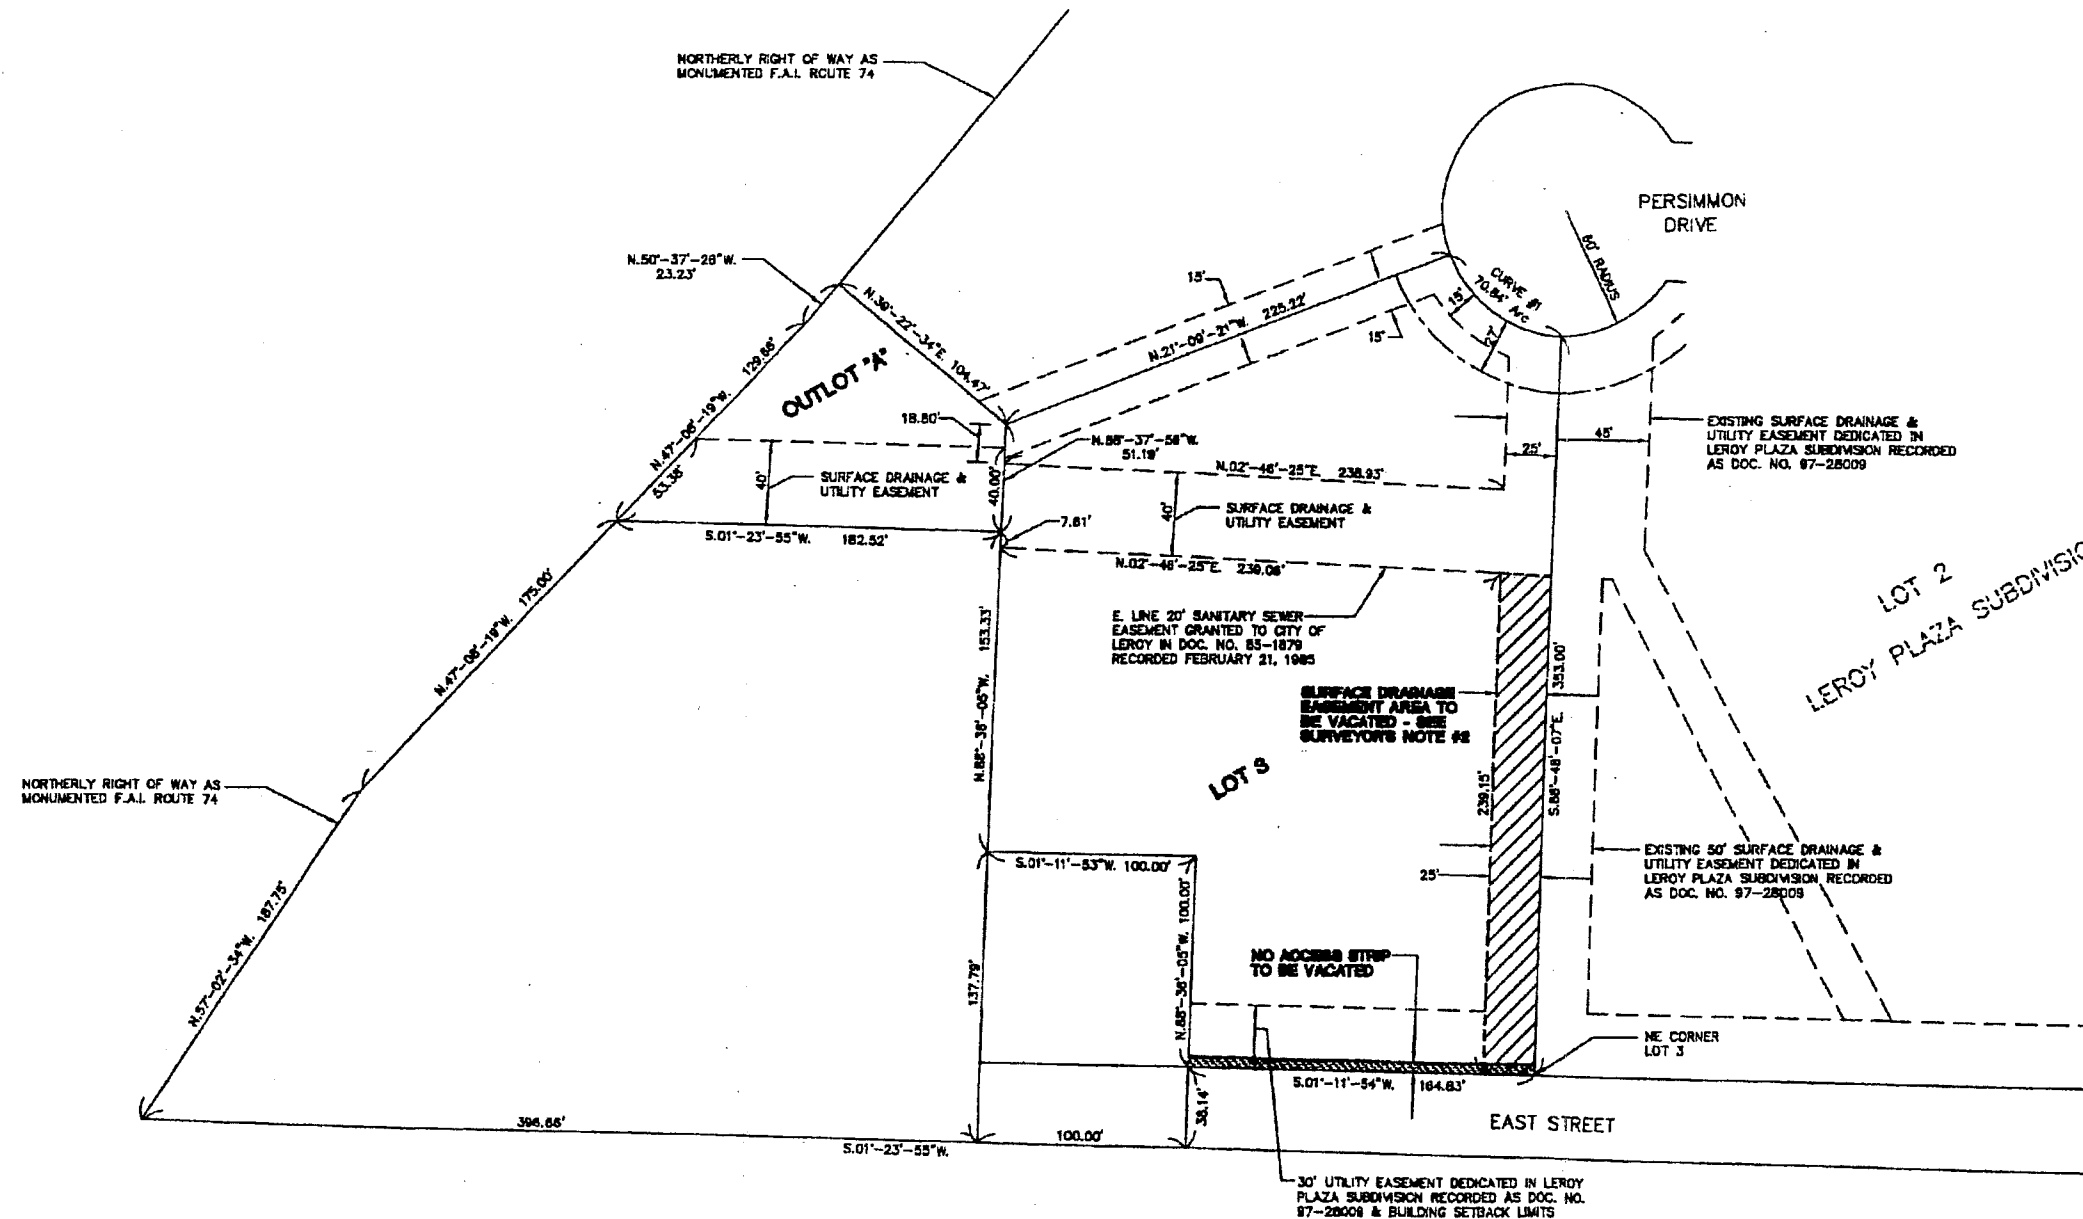 NORTHERLY RIGHT OF WAY AS
MONUMENTED F.A.I. ROUTE 74
PERSIMMON
DRIVE
60' RADIUS
CURVE #1
70.84' Arc
15'
27'
N.50°-37'-26"W.
23.23'
N.39°-22'-34"E. 104.47'
15'
N.21°-09'-21"W. 225.22'
15'
OUTLOT "A"
129.66'
N.47°-08'-19"W.
53.38'
18.80'
N.88°-37'-56"W.
51.19'
40.00'
40'
SURFACE DRAINAGE &
UTILITY EASEMENT
N.02°-46'-25"E. 238.93'
25'
45'
EXISTING SURFACE DRAINAGE &
UTILITY EASEMENT DEDICATED IN
LEROY PLAZA SUBDIVISION RECORDED
AS DOC. NO. 97-28009
40'
SURFACE DRAINAGE &
UTILITY EASEMENT
7.81'
S.01°-23'-55"W. 182.52'
N.02°-46'-25"E. 239.08'
N.47°-08'-19"W. 175.00'
E. LINE 20' SANITARY SEWER
EASEMENT GRANTED TO CITY OF
LEROY IN DOC. NO. 85-1879
RECORDED FEBRUARY 21, 1985
LOT 2
LEROY PLAZA SUBDIVISIO
N.88°-36'-05"W. 153.33'
SURFACE DRAINAGE
EASEMENT AREA TO
BE VACATED - SEE
SURVEYOR'S NOTE #2
353.00'
S.88°-48'-07"E.
239.15'
LOT 3
NORTHERLY RIGHT OF WAY AS
MONUMENTED F.A.I. ROUTE 74
S.01°-11'-53"W. 100.00'
25'
EXISTING 50' SURFACE DRAINAGE &
UTILITY EASEMENT DEDICATED IN
LEROY PLAZA SUBDIVISION RECORDED
AS DOC. NO. 97-28009
N.57°-02'-34"W. 187.75'
137.79'
N.88°-36'-05"W. 100.00'
NO ACCESS STRIP
TO BE VACATED
NE CORNER
LOT 3
S.01°-11'-54"W. 164.83'
38.14'
EAST STREET
396.66'
100.00'
S.01°-23'-55"W.
30' UTILITY EASEMENT DEDICATED IN LEROY
PLAZA SUBDIVISION RECORDED AS DOC. NO.
97-28009 & BUILDING SETBACK LIMITS